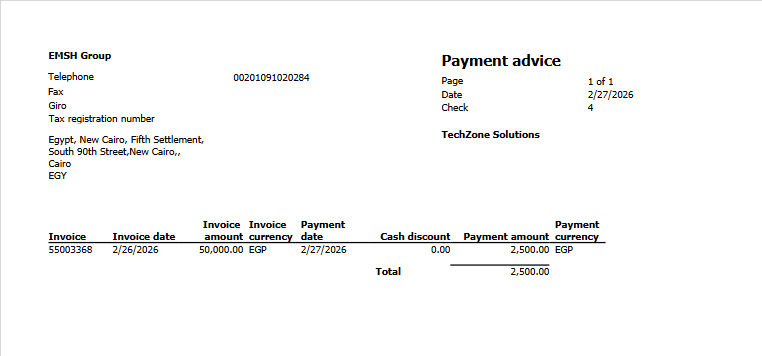 EMSH Group
Payment advice
Telephone 00201091020284
Page 1 of 1
Fax
Date 2/27/2026
Giro
Check 4
Tax registration number
TechZone Solutions
Egypt, New Cairo, Fifth Settlement,
South 90th Street,New Cairo,,
Cairo
EGY
Invoice Invoice date Invoice amount Invoice currency Payment date Cash discount Payment amount Payment currency
55003368 2/26/2026 50,000.00 EGP 2/27/2026 0.00 2,500.00 EGP
Total 2,500.00